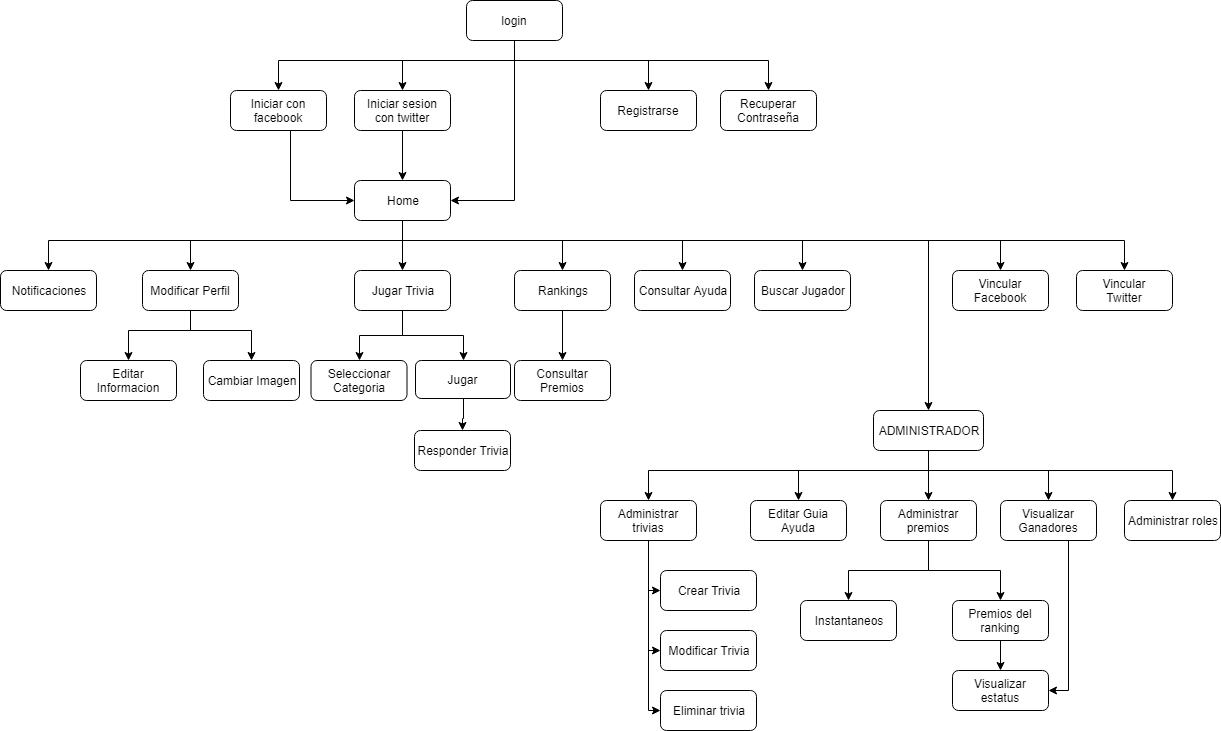 login
Iniciar con
facebook
Iniciar sesion
con twitter
Registrarse
Recuperar
Contraseña
Home
Notificaciones
Modificar Perfil
Jugar Trivia
Rankings
Consultar Ayuda
Buscar Jugador
Vincular
Facebook
Vincular
Twitter
Editar
Informacion
Cambiar Imagen
Seleccionar
Categoria
Jugar
Consultar
Premios
Responder Trivia
ADMINISTRADOR
Administrar
trivias
Editar Guia
Ayuda
Administrar
premios
Visualizar
Ganadores
Administrar roles
Crear Trivia
Instantaneos
Premios del
ranking
Modificar Trivia
Visualizar
estatus
Eliminar trivia